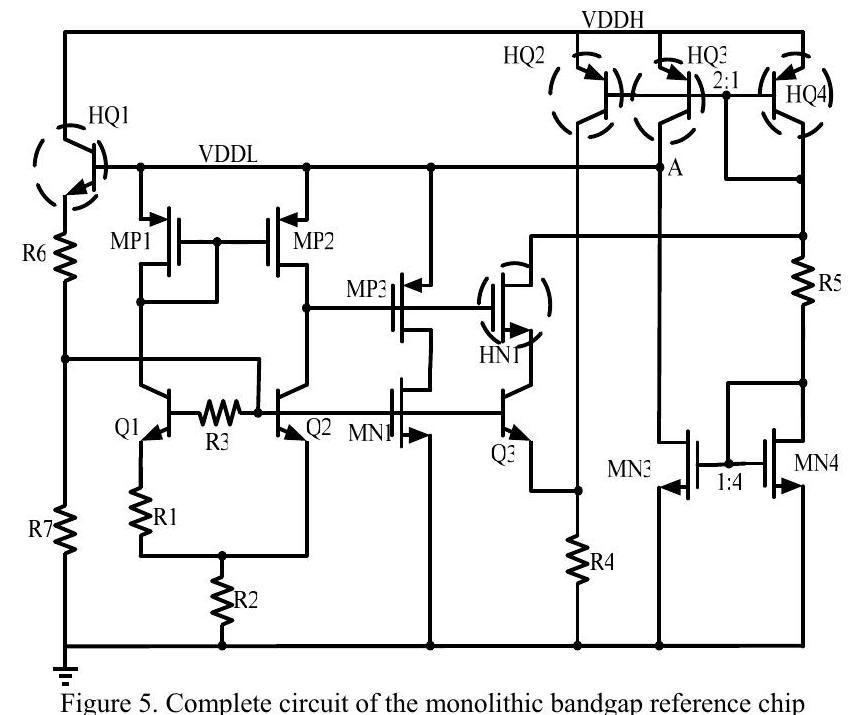 VDDH
HQ2
HQ3
2:1
HQ4
HQ1
VDDL
A
MP1
MP2
R6
MP3
R5
HN1
Q1
R3
Q2
MN1
Q3
MN3
1:4
MN4
R1
R7
R4
R2
Figure 5. Complete circuit of the monolithic bandgap reference chip